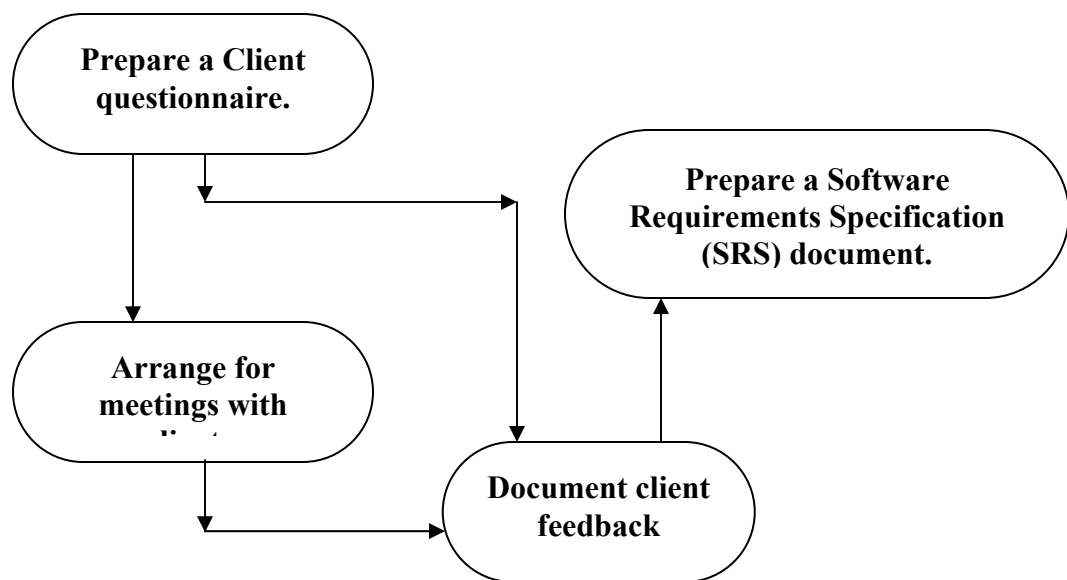 Prepare a Client
questionnaire.
Prepare a Software
Requirements Specification
(SRS) document.
Arrange for
meetings with
Document client
feedback